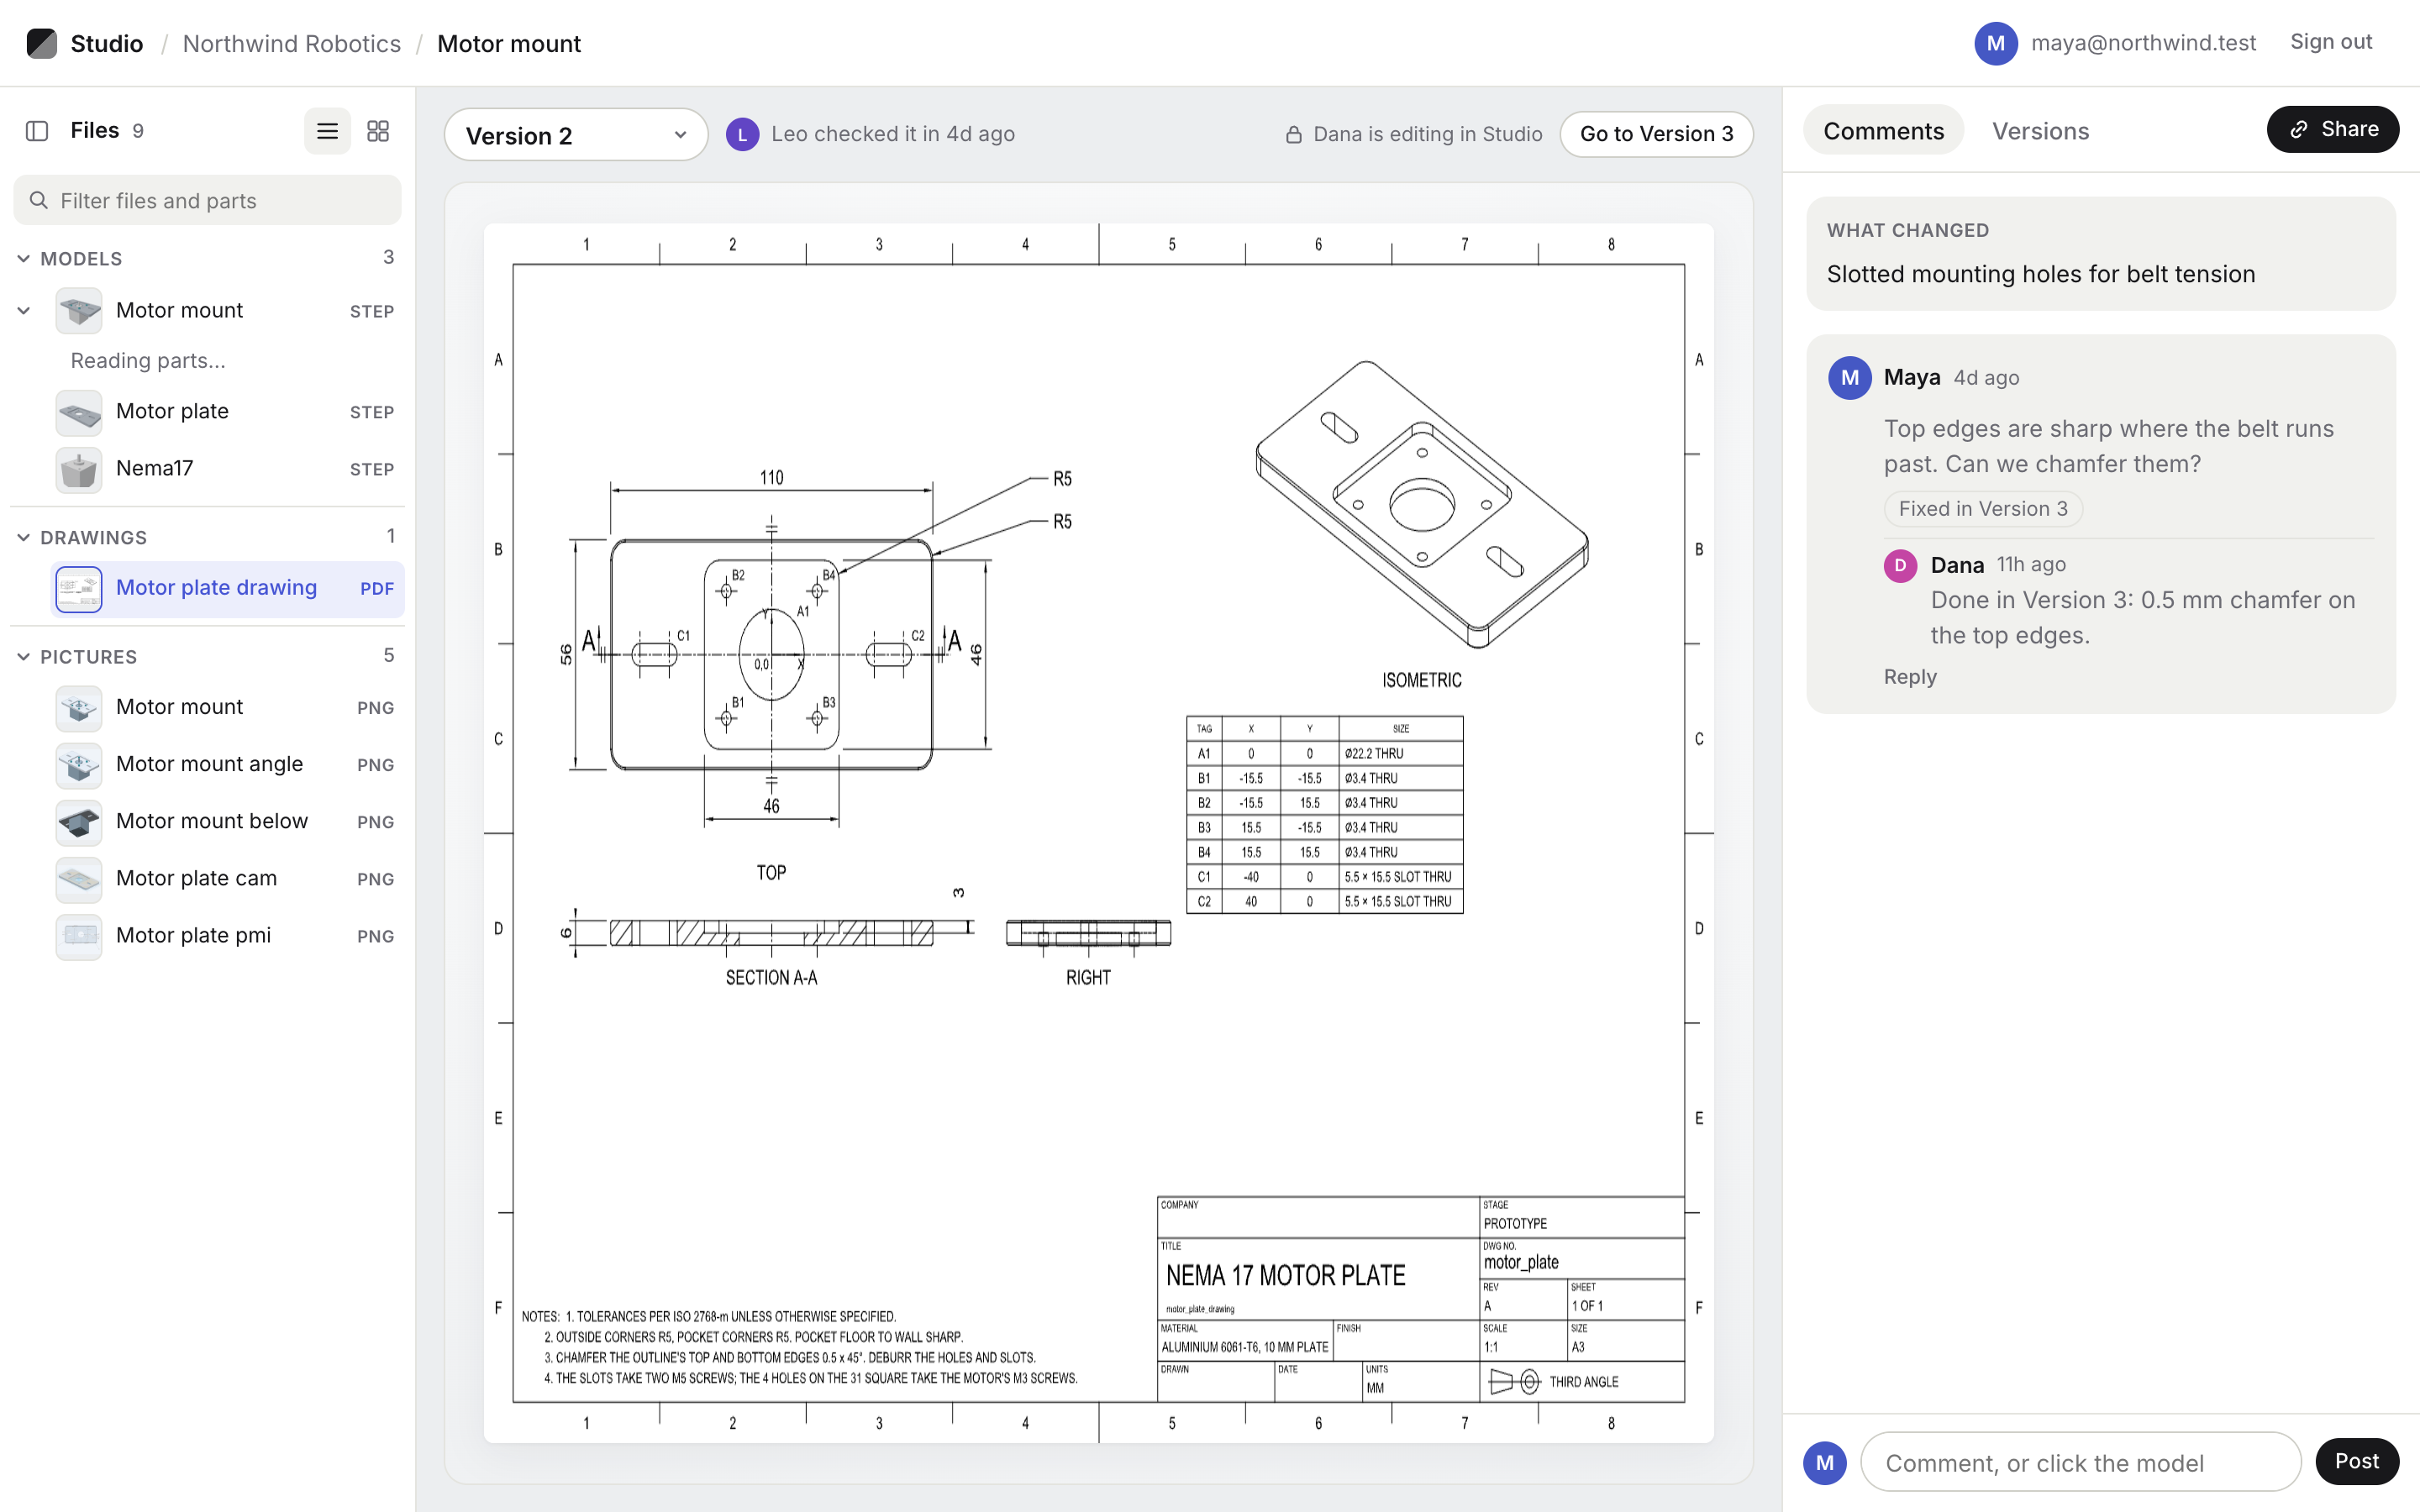 Studio / Northwind Robotics / Motor mount
M maya@northwind.test Sign out
Files 9
Filter files and parts
MODELS 3
Motor mount STEP
Reading parts...
Motor plate STEP
Nema17 STEP
DRAWINGS 1
Motor plate drawing PDF
PICTURES 5
Motor mount PNG
Motor mount angle PNG
Motor mount below PNG
Motor plate cam PNG
Motor plate pmi PNG
Version 2
L Leo checked it in 4d ago
Dana is editing in Studio
Go to Version 3
1 2 3 4 5 6 7 8
A A
B B
C C
D D
E E
F F
110
R5
R5
56
46
46
A A
B2 B4
A1
Y
C1 C2
0,0 X
B1 B3
TOP
ISOMETRIC
TAG X Y SIZE
A1 0 0 Ø22.2 THRU
B1 -15.5 -15.5 Ø3.4 THRU
B2 -15.5 15.5 Ø3.4 THRU
B3 15.5 -15.5 Ø3.4 THRU
B4 15.5 15.5 Ø3.4 THRU
C1 -40 0 5.5 × 15.5 SLOT THRU
C2 40 0 5.5 × 15.5 SLOT THRU
3
6
SECTION A-A
RIGHT
NOTES: 1. TOLERANCES PER ISO 2768-m UNLESS OTHERWISE SPECIFIED.
2. OUTSIDE CORNERS R5, POCKET CORNERS R5. POCKET FLOOR TO WALL SHARP.
3. CHAMFER THE OUTLINE'S TOP AND BOTTOM EDGES 0.5 x 45°. DEBURR THE HOLES AND SLOTS.
4. THE SLOTS TAKE TWO M5 SCREWS; THE 4 HOLES ON THE 31 SQUARE TAKE THE MOTOR'S M3 SCREWS.
COMPANY
STAGE
PROTOTYPE
TITLE
NEMA 17 MOTOR PLATE
motor_plate_drawing
DWG NO.
motor_plate
REV
A
SHEET
1 OF 1
MATERIAL
ALUMINIUM 6061-T6, 10 MM PLATE
FINISH
SCALE
1:1
SIZE
A3
DRAWN
DATE
UNITS
MM
THIRD ANGLE
1 2 3 4 5 6 7 8
Comments Versions Share
WHAT CHANGED
Slotted mounting holes for belt tension
M Maya 4d ago
Top edges are sharp where the belt runs
past. Can we chamfer them?
Fixed in Version 3
D Dana 11h ago
Done in Version 3: 0.5 mm chamfer on
the top edges.
Reply
M Comment, or click the model Post